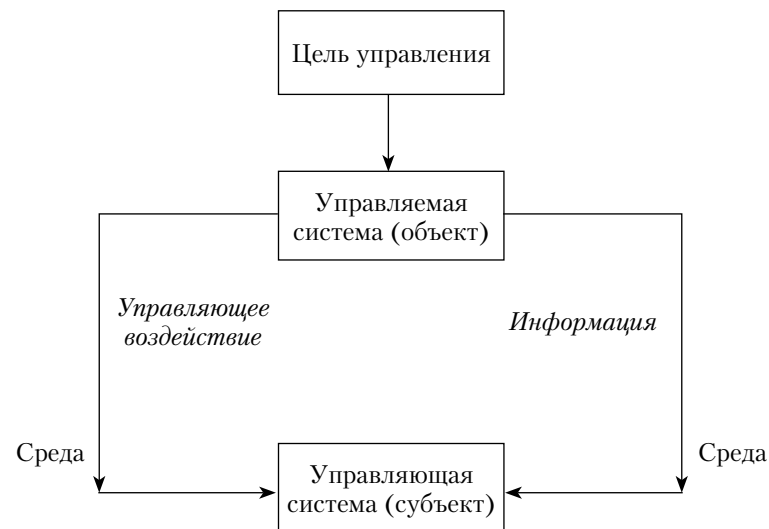 Цель управления
Управляемая
система (объект)
Управляющее
воздействие
Информация
Среда
Среда
Управляющая
система (субъект)